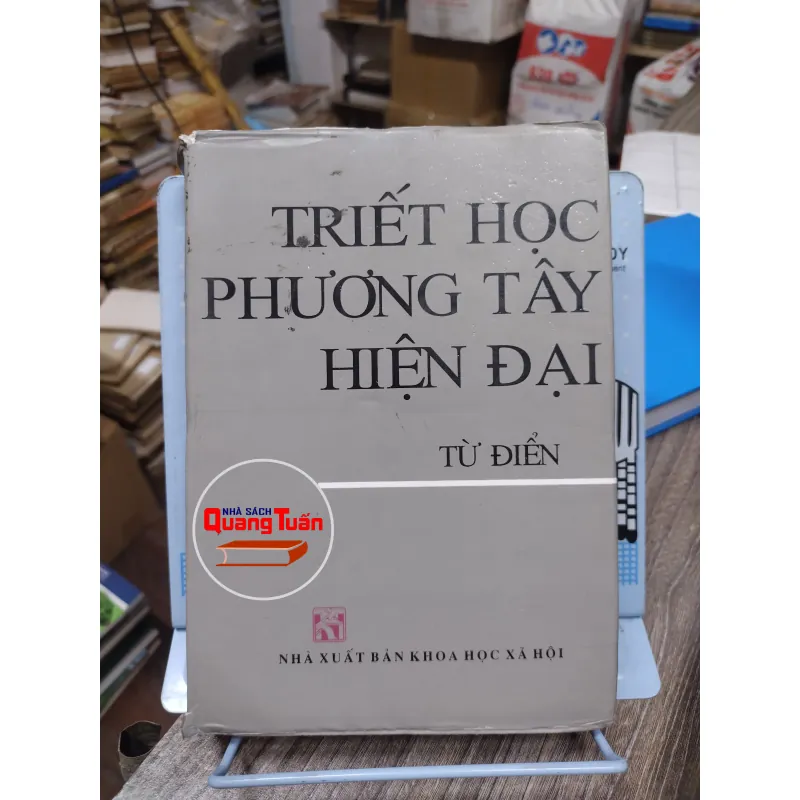 TRIẾT HỌC
PHƯƠNG TÂY
HIỆN ĐẠI
TỪ ĐIỂN
NHÀ SÁCH
Quang Tuấn
NHÀ XUẤT BẢN KHOA HỌC XÃ HỘI